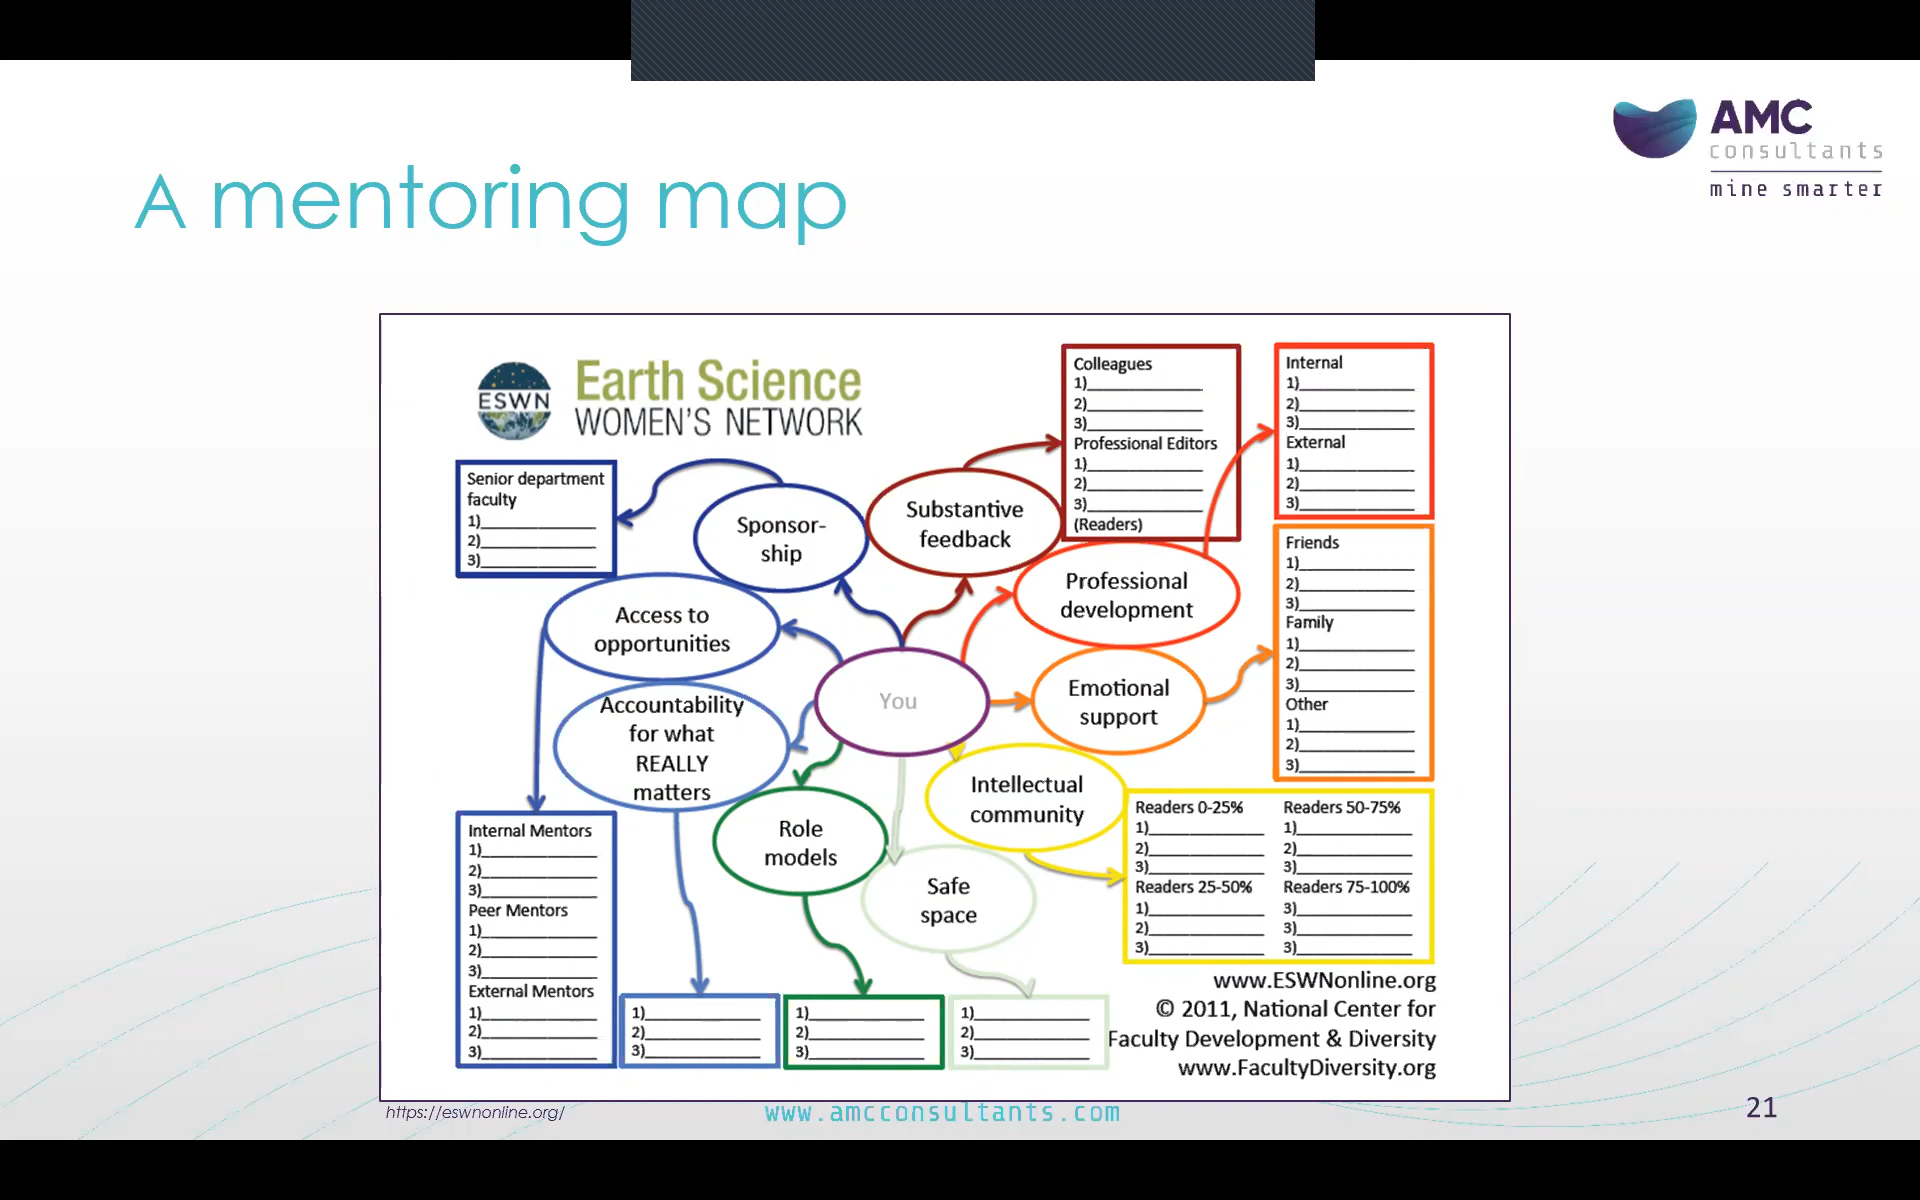 AMC
consultants
mine smarter
A mentoring map
ESWN
Earth Science
WOMEN'S NETWORK
Senior department
faculty
1)
2)
3)
Sponsor-
ship
Substantive
feedback
Colleagues
1)
2)
3)
Professional Editors
1)
2)
3)
(Readers)
Internal
1)
2)
3)
External
1)
2)
3)
Access to
opportunities
Professional
development
Friends
1)
2)
3)
Family
1)
2)
3)
Other
1)
2)
3)
Accountability
for what
REALLY
matters
You
Emotional
support
Intellectual
community
Role
models
Safe
space
Readers 0-25%
1)
2)
3)
Readers 25-50%
1)
2)
3)
Readers 50-75%
1)
2)
3)
Readers 75-100%
3)
3)
3)
Internal Mentors
1)
2)
3)
Peer Mentors
1)
2)
3)
External Mentors
1)
2)
3)
1)
2)
3)
1)
2)
3)
1)
2)
3)
www.ESWNonline.org
© 2011, National Center for
Faculty Development & Diversity
www.FacultyDiversity.org
https://eswnonline.org/
www.amcconsultants.com
21